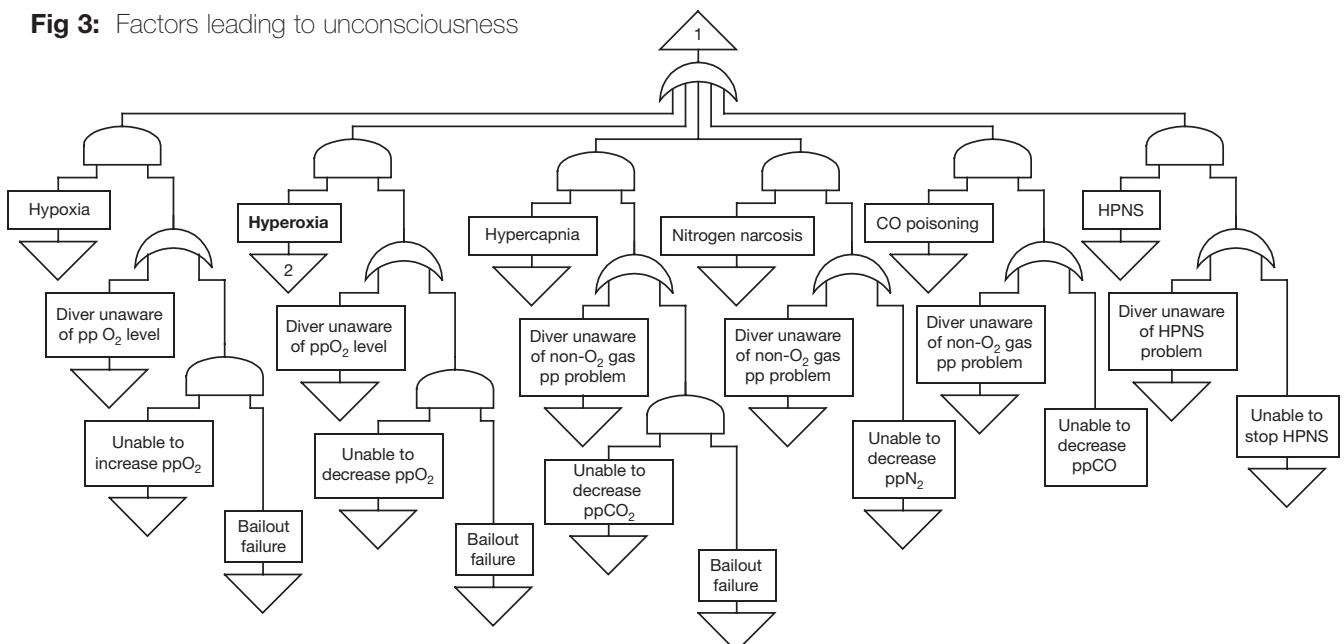 Fig 3: Factors leading to unconsciousness
1
Hypoxia
Diver unaware
of pp O₂ level
Unable to
increase ppO₂
Bailout
failure
Hyperoxia
2
Diver unaware
of ppO₂ level
Unable to
decrease ppO₂
Bailout
failure
Hypercapnia
Diver unaware
of non-O₂ gas
pp problem
Unable to
decrease
ppCO₂
Bailout
failure
Nitrogen narcosis
Diver unaware
of non-O₂ gas
pp problem
Unable to
decrease
ppN₂
CO poisoning
Diver unaware
of non-O₂ gas
pp problem
Unable to
decrease
ppCO
HPNS
Diver unaware
of HPNS
problem
Unable to
stop HPNS